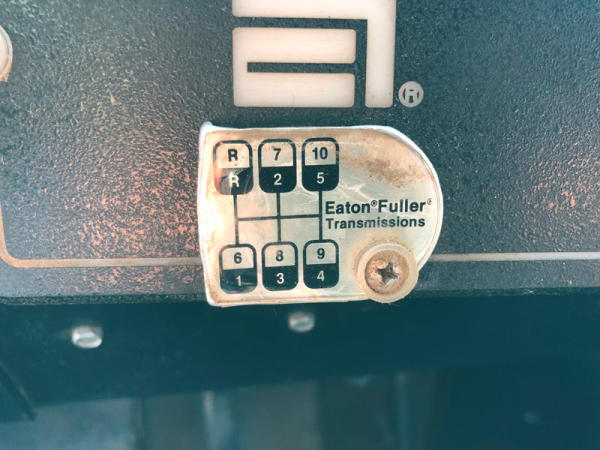 ®
R 7 10
R 2 5
Eaton®Fuller®
Transmissions
6 8 9
1 3 4